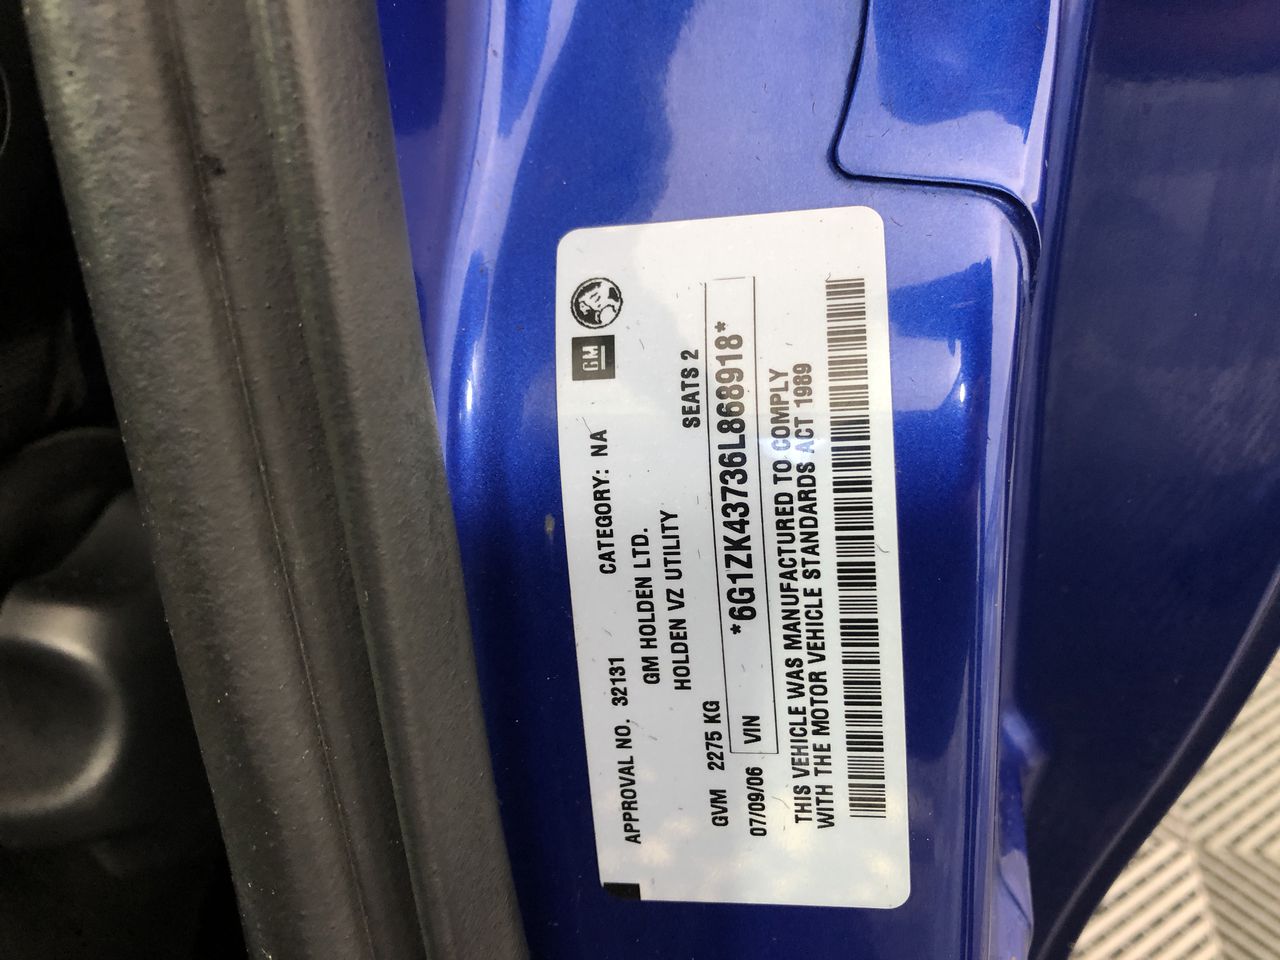 APPROVAL NO. 32131 CATEGORY: NA GM
GM HOLDEN LTD.
HOLDEN VZ UTILITY
GVM 2275 KG SEATS 2
07/09/06 VIN *6G1ZK43736L868918*
THIS VEHICLE WAS MANUFACTURED TO COMPLY
WITH THE MOTOR VEHICLE STANDARDS ACT 1989